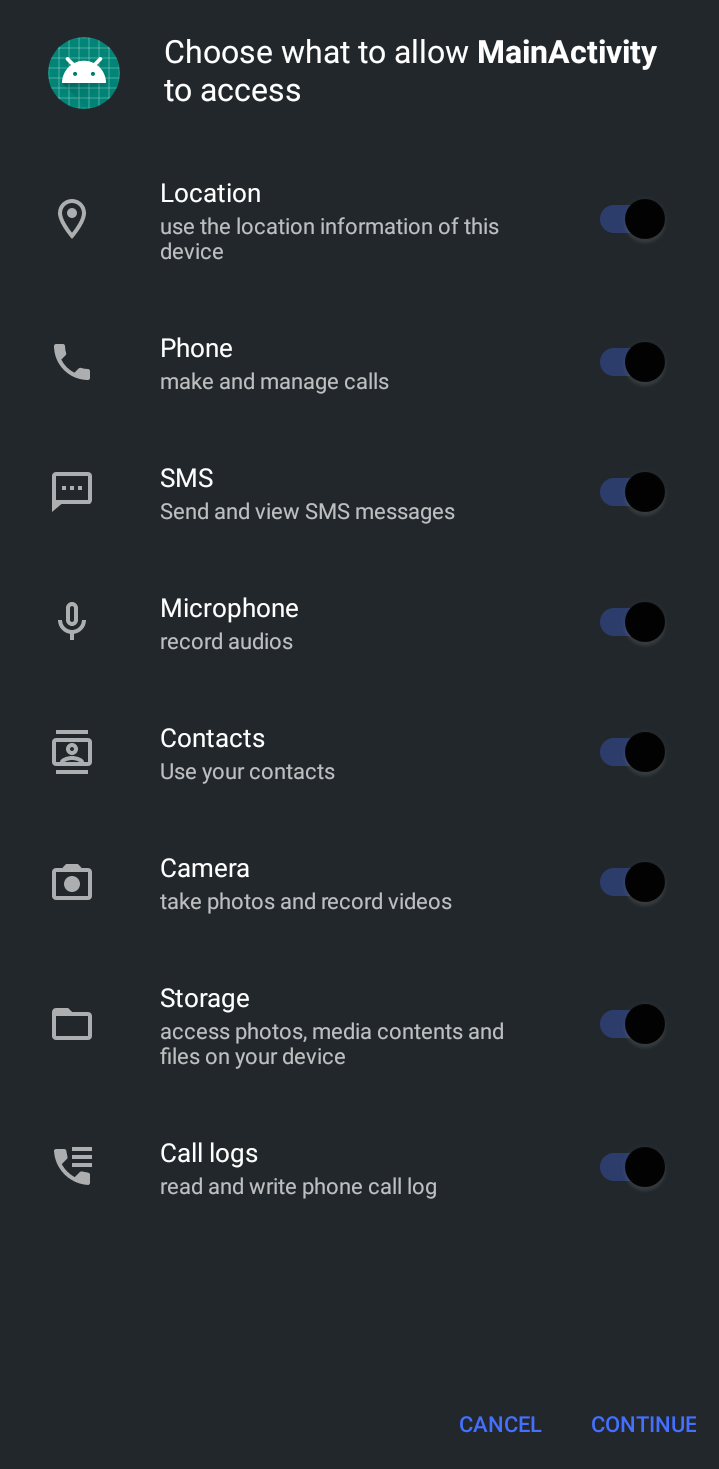 Choose what to allow MainActivity
to access
Location
use the location information of this
device
Phone
make and manage calls
SMS
Send and view SMS messages
Microphone
record audios
Contacts
Use your contacts
Camera
take photos and record videos
Storage
access photos, media contents and
files on your device
Call logs
read and write phone call log
CANCEL CONTINUE